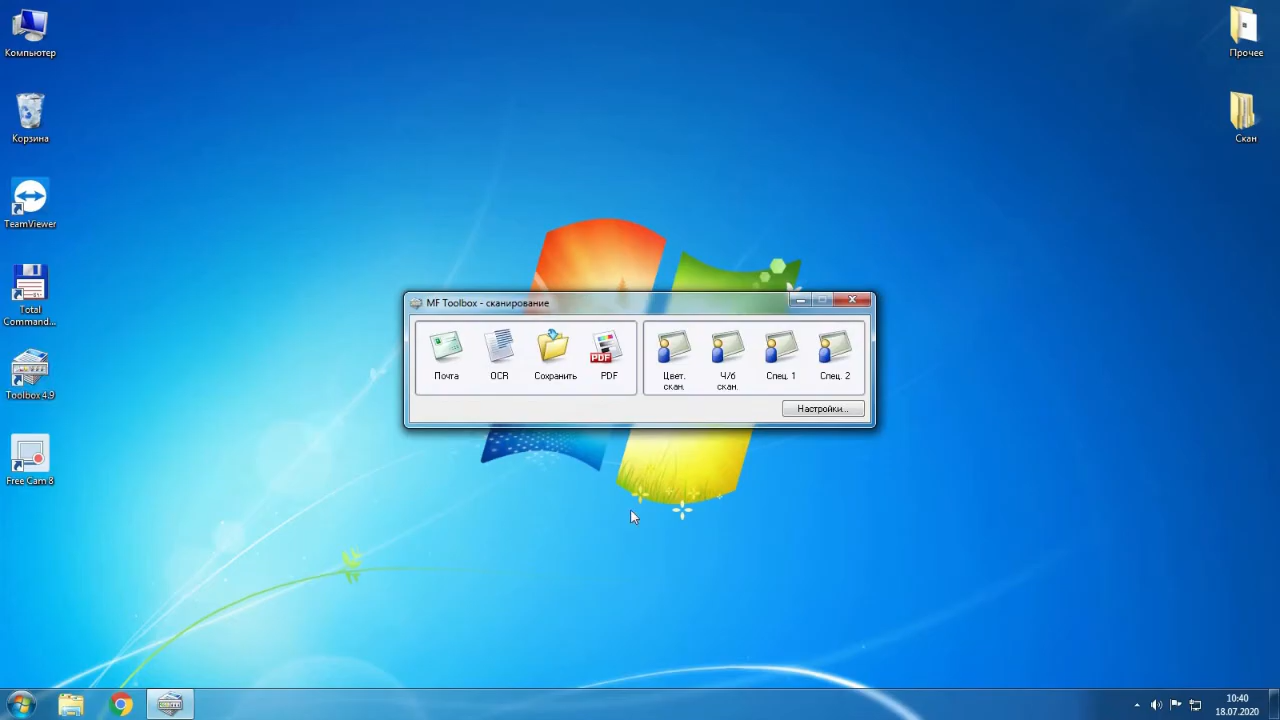 Компьютер
Корзина
TeamViewer
Total
Command...
Toolbox 4.9
Free Cam 8
Прочее
Скан
MF Toolbox - сканирование
Почта
OCR
Сохранить
PDF
PDF
Цвет.
скан.
Ч/б
скан.
Спец. 1
Спец. 2
Настройки...
10:40
18.07.2020